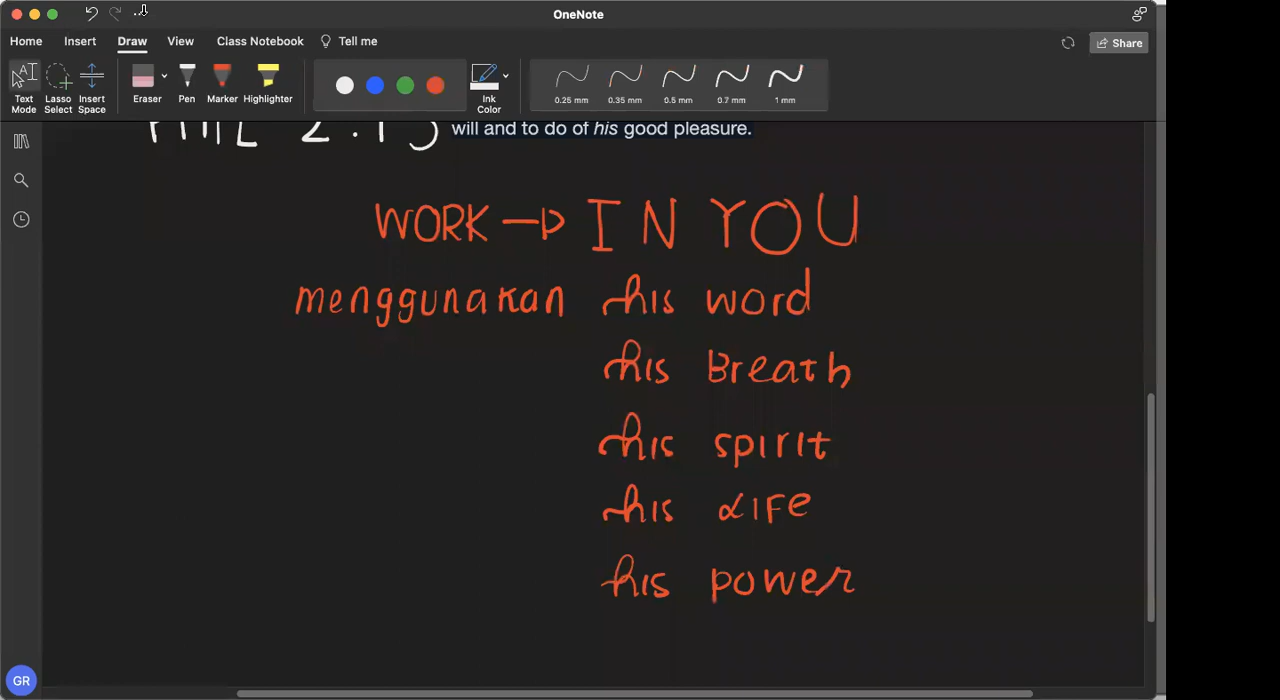 OneNote
Home Insert Draw View Class Notebook Tell me
Share
Text Mode
Lasso Select
Insert Space
Eraser
Pen
Marker
Highlighter
Ink Color
0.25 mm
0.35 mm
0.5 mm
0.7 mm
1 mm
2:13 will and to do of his good pleasure.
WORK → IN YOU
menggunakan his word
his Breath
his spirit
his LIFe
his power
GR